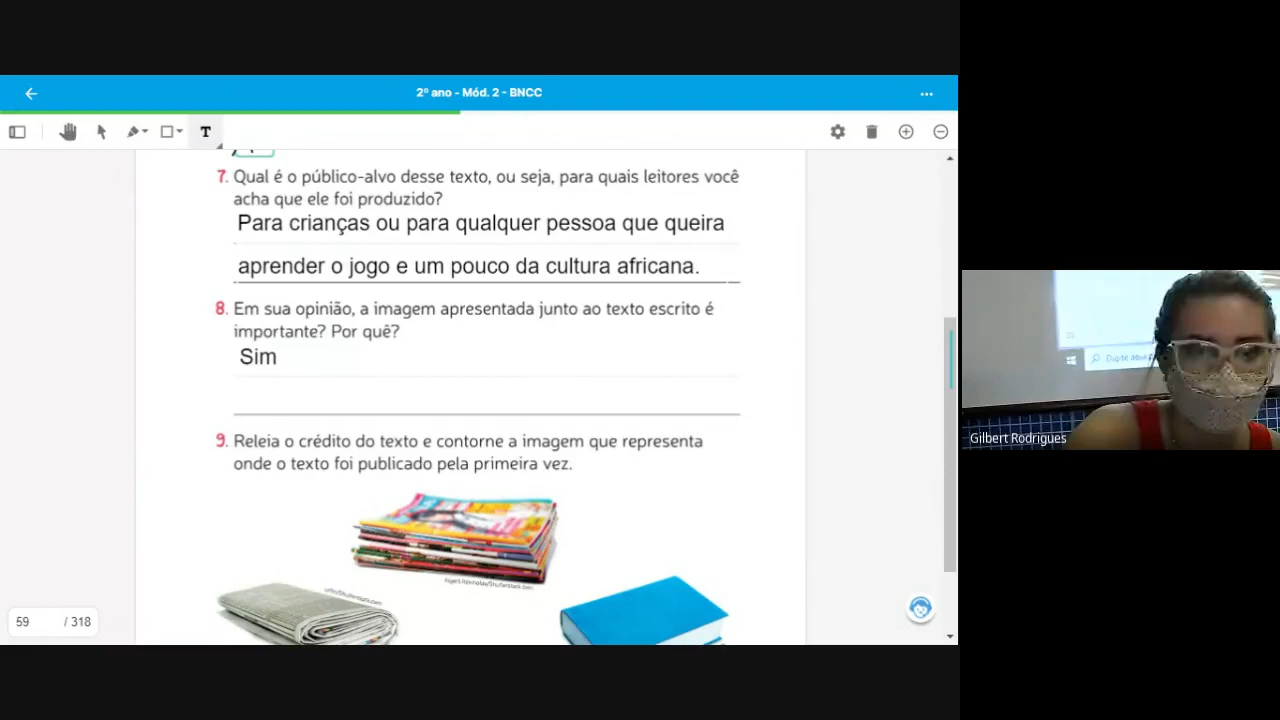 2º ano - Mód. 2 - BNCC
T
7. Qual é o público-alvo desse texto, ou seja, para quais leitores você
acha que ele foi produzido?
Para crianças ou para qualquer pessoa que queira
aprender o jogo e um pouco da cultura africana.
8. Em sua opinião, a imagem apresentada junto ao texto escrito é
importante? Por quê?
Sim
9. Releia o crédito do texto e contorne a imagem que representa
onde o texto foi publicado pela primeira vez.
59 / 318
Gilbert Rodrigues